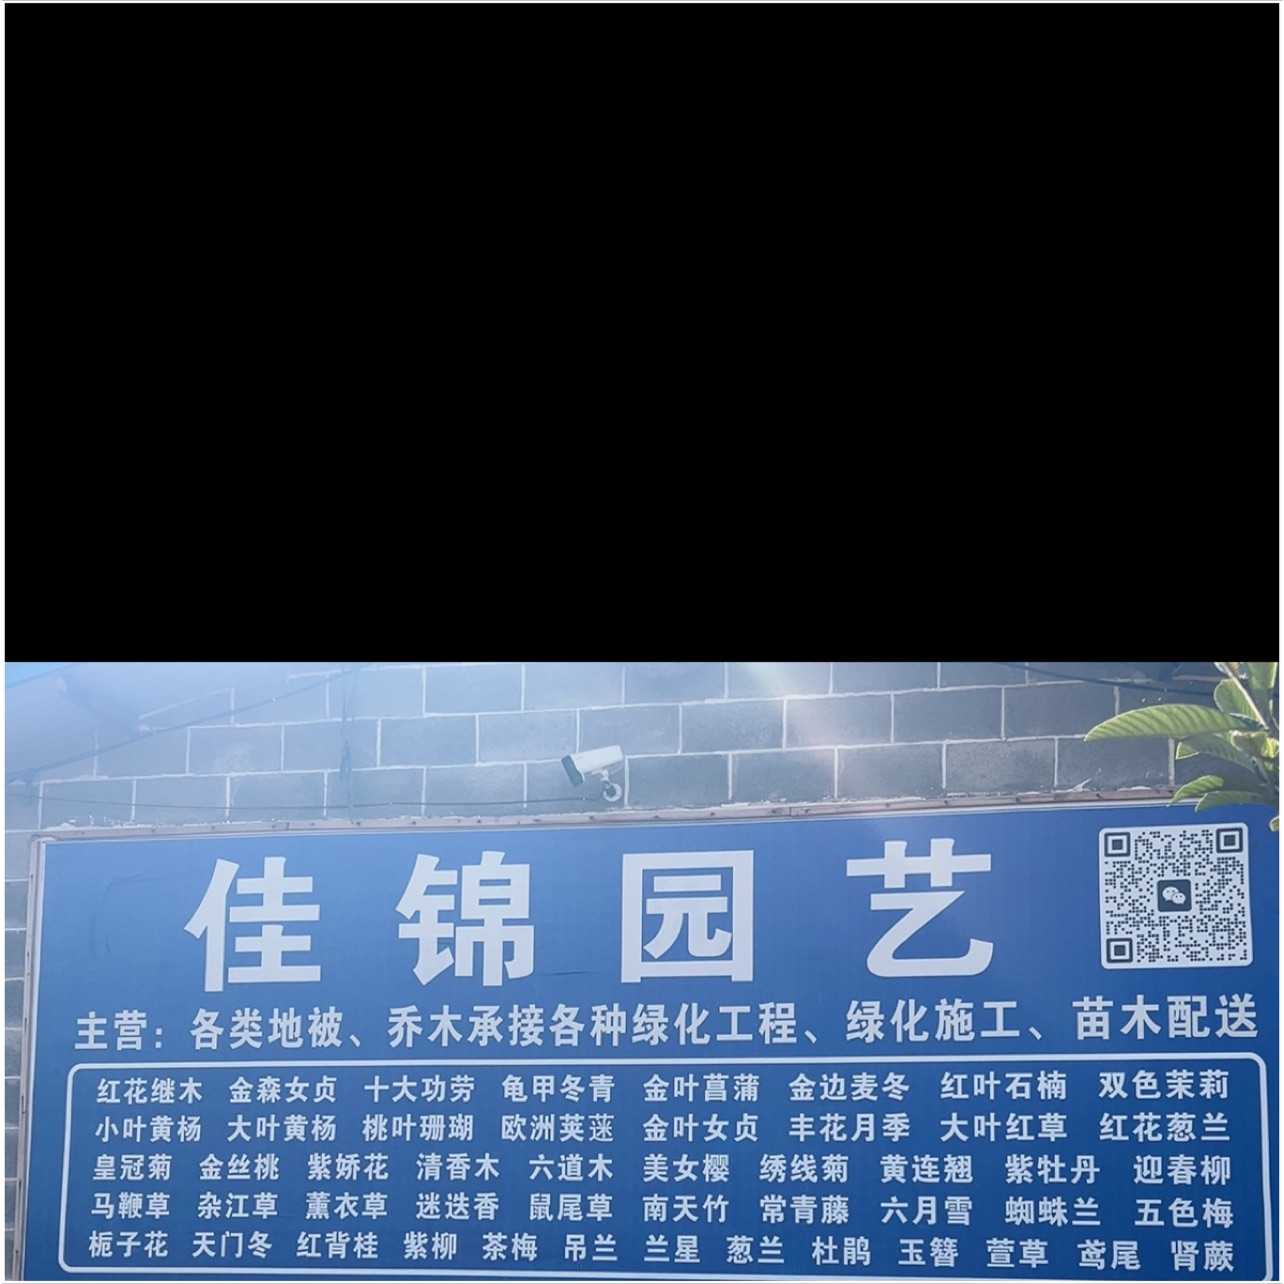 佳锦园艺
主营：各类地被、乔木承接各种绿化工程、绿化施工、苗木配送
红花继木 金森女贞 十大功劳 龟甲冬青 金叶菖蒲 金边麦冬 红叶石楠 双色茉莉
小叶黄杨 大叶黄杨 桃叶珊瑚 欧洲荚蒾 金叶女贞 丰花月季 大叶红草 红花葱兰
皇冠菊 金丝桃 紫娇花 清香木 六道木 美女樱 绣线菊 黄连翘 紫牡丹 迎春柳
马鞭草 杂江草 薰衣草 迷迭香 鼠尾草 南天竹 常青藤 六月雪 蜘蛛兰 五色梅
栀子花 天门冬 红背桂 紫柳 茶梅 吊兰 兰星 葱兰 杜鹃 玉簪 萱草 鸢尾 肾蕨